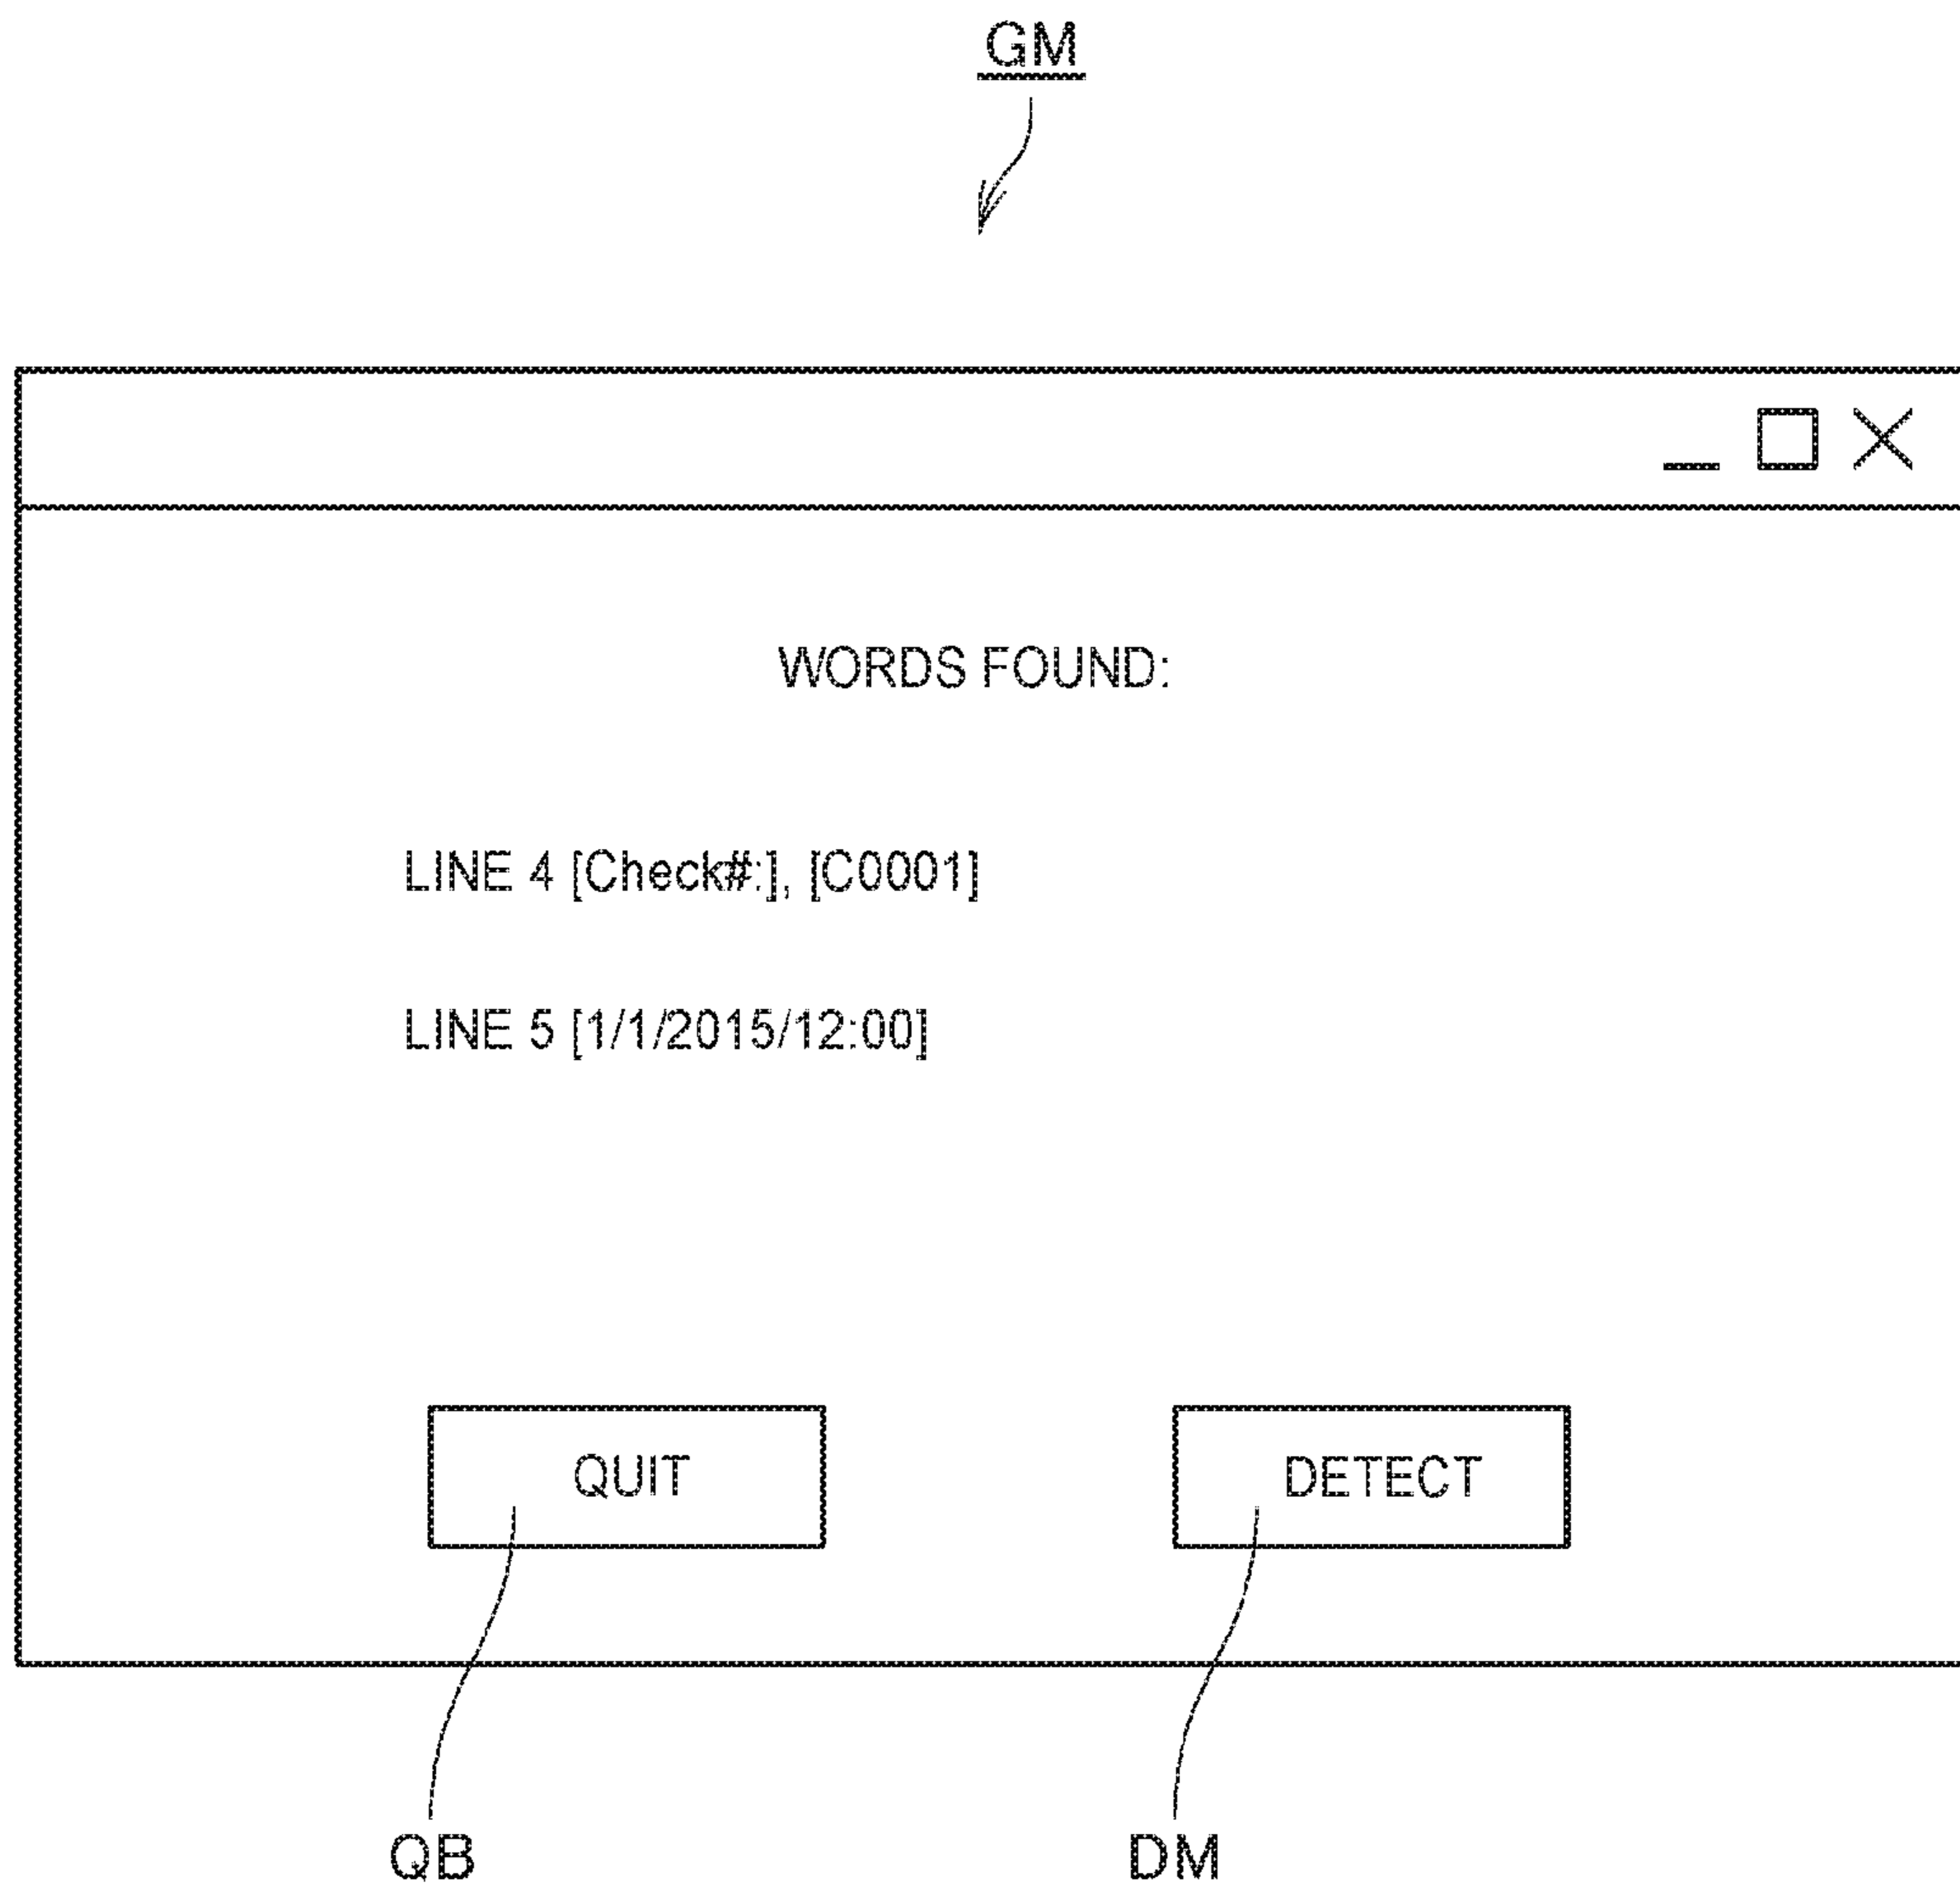 GM
WORDS FOUND:
LINE 4 [Check#:], [C0001]
LINE 5 [1/1/2015/12:00]
QUIT DETECT
QB DM